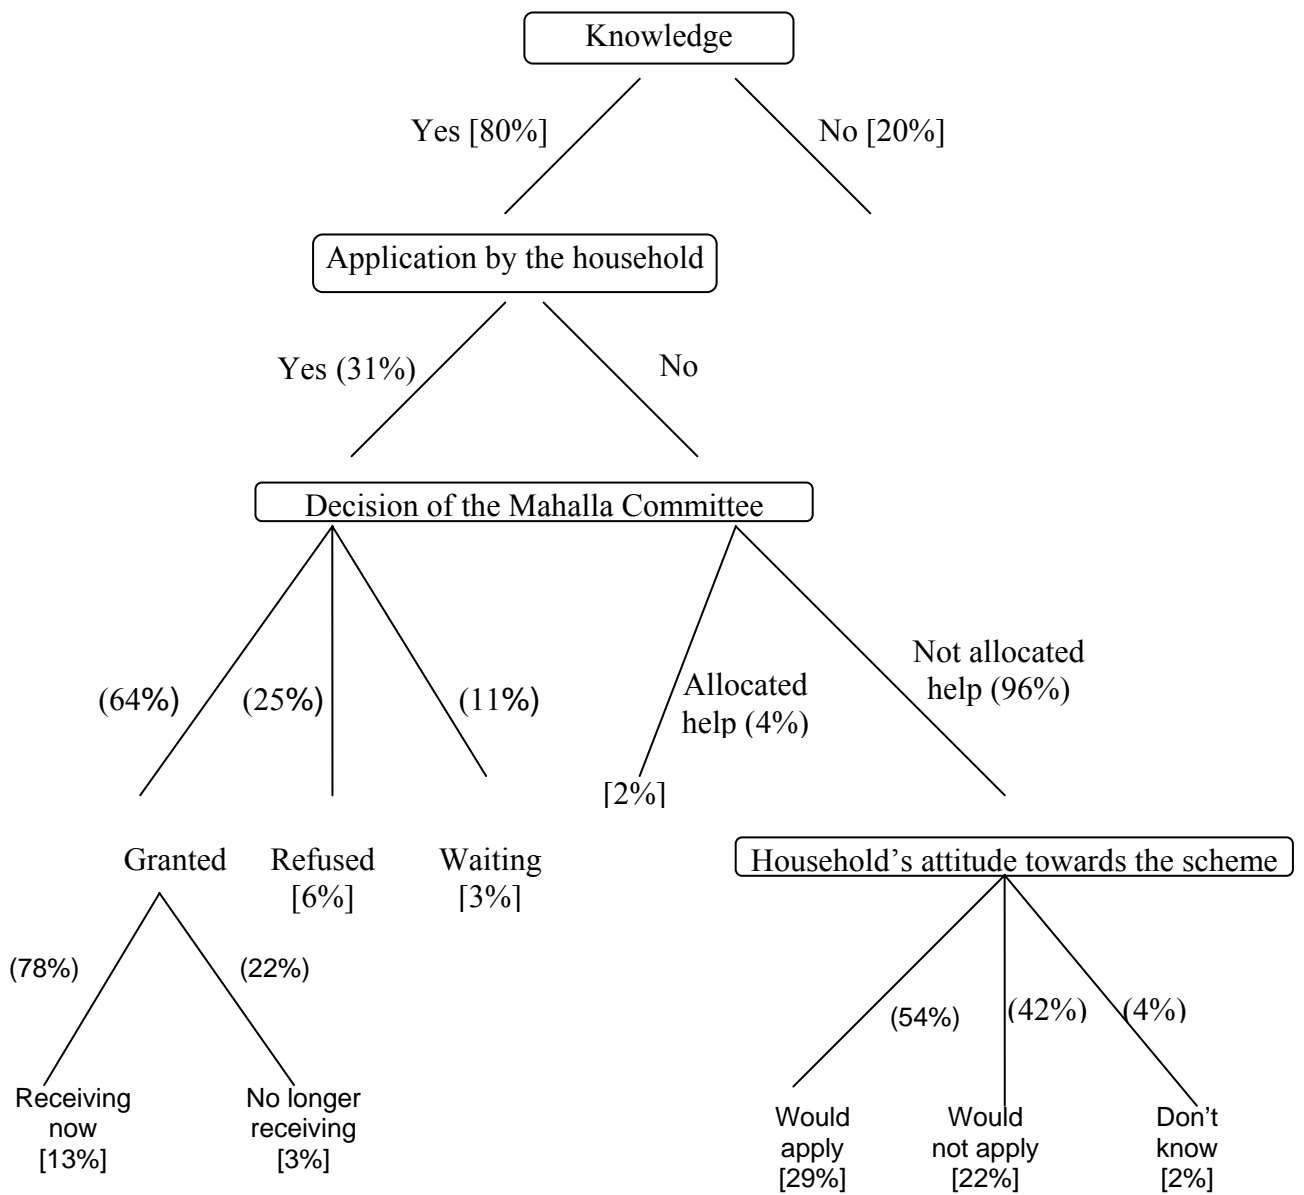 Knowledge
Yes [80%]
No [20%]
Application by the household
Yes (31%)
No
Decision of the Mahalla Committee
(64%)
(25%)
(11%)
Allocated
help (4%)
Not allocated
help (96%)
[2%]
Granted
Refused
[6%]
Waiting
[3%]
Household's attitude towards the scheme
(78%)
(22%)
(54%)
(42%)
(4%)
Receiving
now
[13%]
No longer
receiving
[3%]
Would
apply
[29%]
Would
not apply
[22%]
Don't
know
[2%]